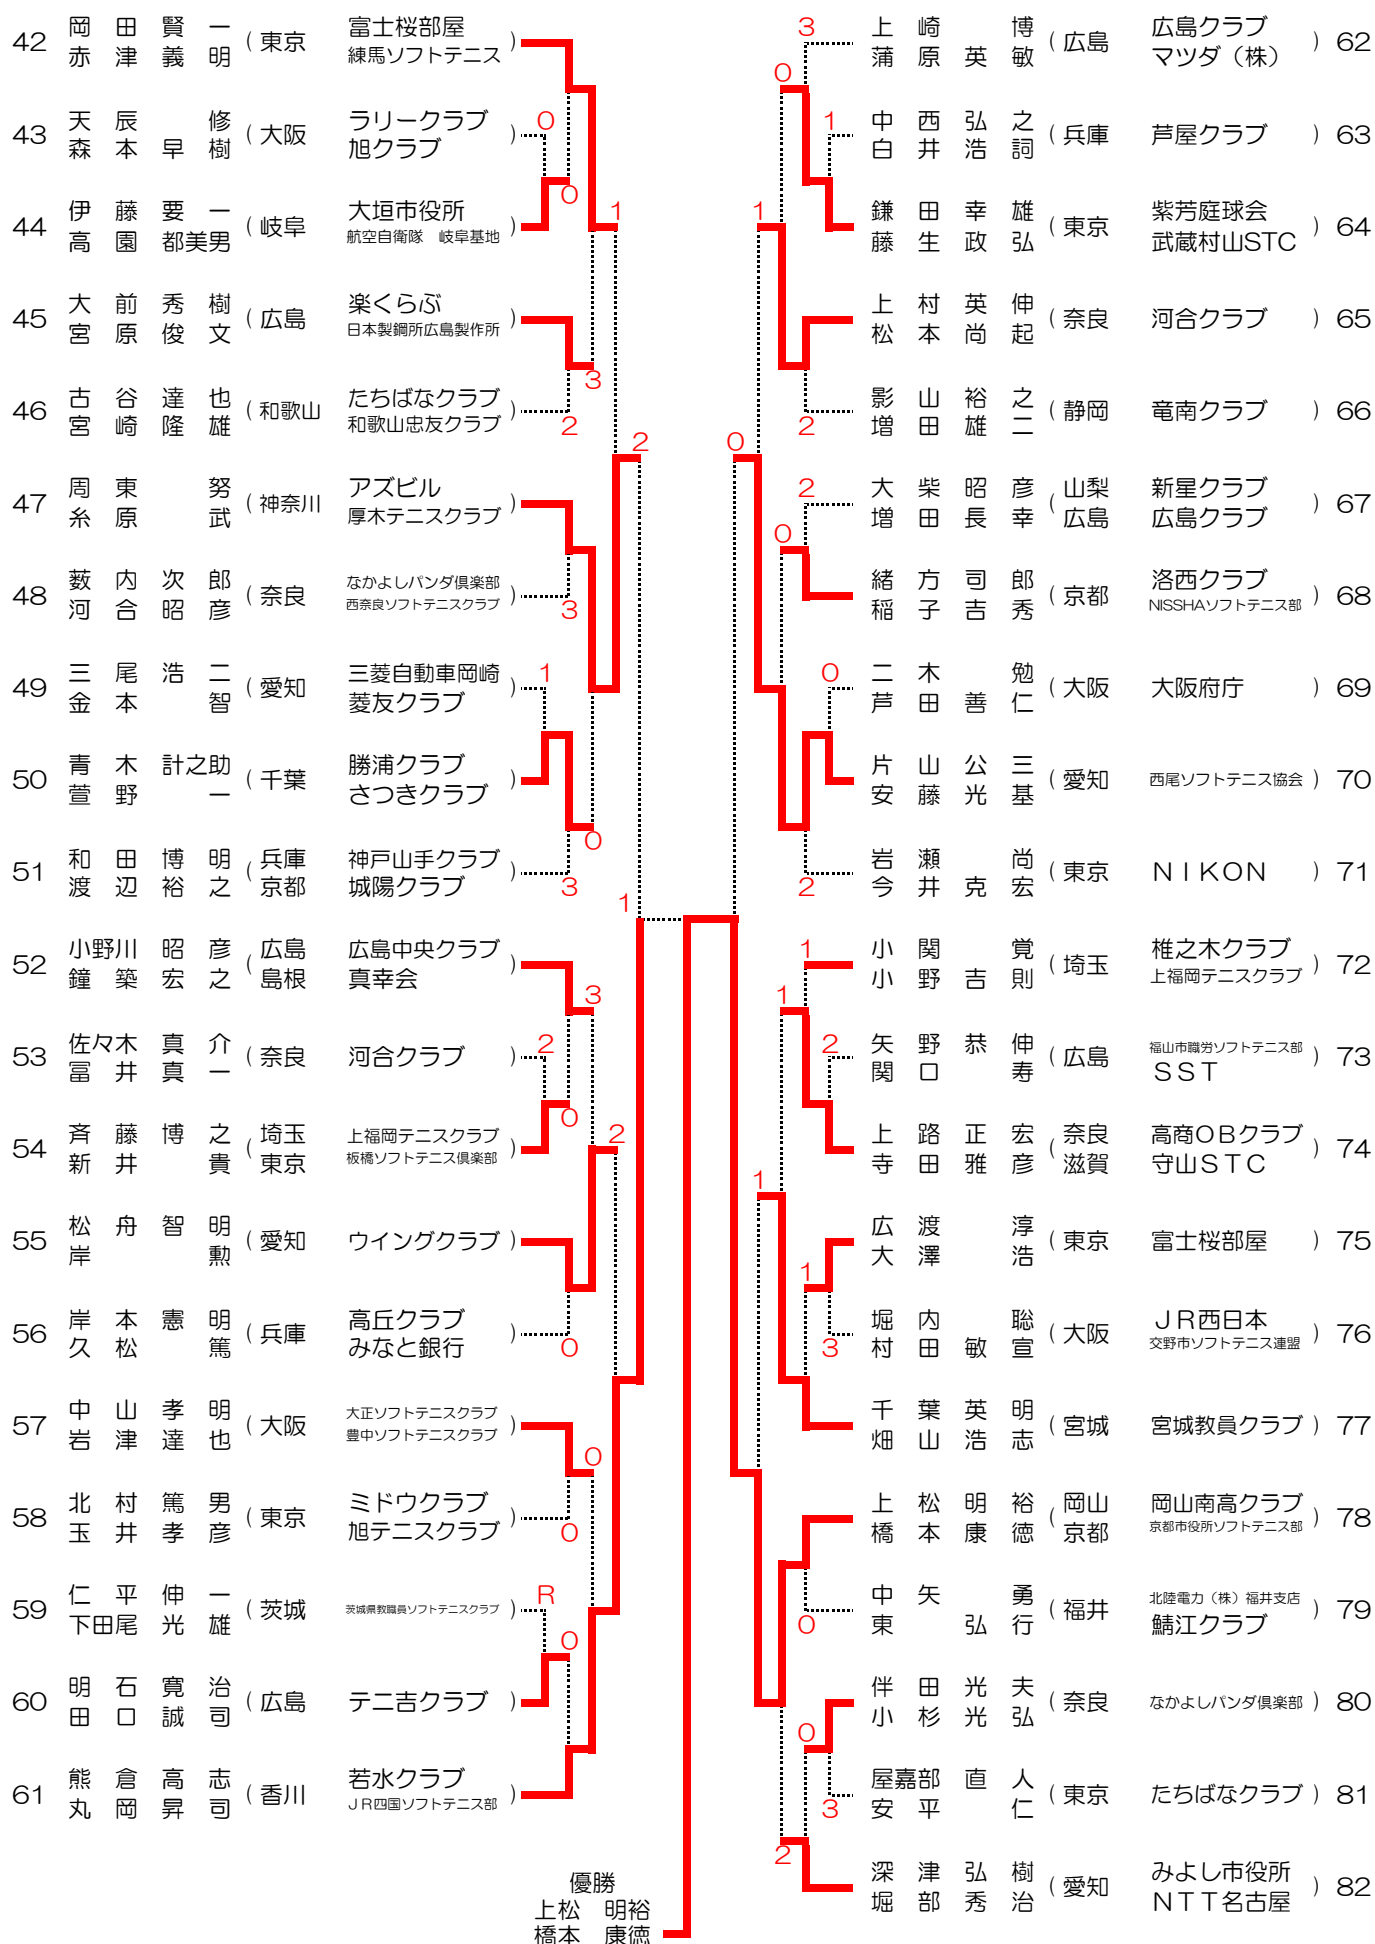 42 岡田賢一 (東京 富士桜部屋)
赤津義明 練馬ソフトテニス
43 天辰修 (大阪 ラリークラブ)
森本早樹 旭クラブ
44 伊藤要一 (岐阜 大垣市役所)
高園都美男 航空自衛隊 岐阜基地
45 大前秀樹 (広島 楽くらぶ)
宮原俊文 日本製鋼所広島製作所
46 古谷達也 (和歌山 たちばなクラブ)
宮崎隆雄 和歌山忠友クラブ
47 周東努 (神奈川 アズビル)
糸原武 厚木テニスクラブ
48 薮内次郎 (奈良 なかよしパンダ倶楽部)
河合昭彦 西奈良ソフトテニスクラブ
49 三尾浩二 (愛知 三菱自動車岡崎)
金本智 菱友クラブ
50 青木計之助 (千葉 勝浦クラブ)
萱野一 さつきクラブ
51 和田博明 (兵庫 神戸山手クラブ)
渡辺裕之 京都 城陽クラブ
52 小野川昭彦 (広島 広島中央クラブ)
鐘築宏之 島根 真幸会
53 佐々木真介 (奈良 河合クラブ)
冨井真一
54 斉藤博之 (埼玉 上福岡テニスクラブ)
新井貴 東京 板橋ソフトテニス倶楽部
55 松舟智明 (愛知 ウイングクラブ)
岸勲
56 岸本憲明 (兵庫 高丘クラブ)
久松篤 みなと銀行
57 中山孝明 (大阪 大正ソフトテニスクラブ)
岩津達也 豊中ソフトテニスクラブ
58 北村篤男 (東京 ミドウクラブ)
玉井孝彦 旭テニスクラブ
59 仁平伸一 (茨城 茨城県教職員ソフトテニスクラブ)
下田尾光雄
60 明石寛治 (広島 テニ吉クラブ)
田口誠司
61 熊倉高志 (香川 若水クラブ)
丸岡昇司 JR四国ソフトテニス部
0
0
1
3
2
2
3
1
0
3
1
3
2
0
2
0
0
0
R
0
優勝
上松 明裕
橋本 康徳
上崎博 (広島 広島クラブ) 62
蒲原英敏 マツダ(株)
中西弘之 (兵庫 芦屋クラブ) 63
白井浩詞
鎌田幸雄 (東京 紫芳庭球会) 64
藤生政弘 武蔵村山STC
上村英伸 (奈良 河合クラブ) 65
松本尚起
影山裕之 (静岡 竜南クラブ) 66
増田雄二
大柴昭彦 (山梨 新星クラブ) 67
増田長幸 広島 広島クラブ
緒方司郎 (京都 洛西クラブ) 68
稲子吉秀 NISSHAソフトテニス部
二木勉 (大阪 大阪府庁) 69
芦田善仁
片山公三 (愛知 西尾ソフトテニス協会) 70
安藤光基
岩瀬尚 (東京 NIKON) 71
今井克宏
小関覚 (埼玉 椎之木クラブ) 72
小野吉則 上福岡テニスクラブ
矢野恭伸 (広島 福山市職労ソフトテニス部) 73
関口寿 SST
上路正宏 (奈良 高商OBクラブ) 74
寺田雅彦 滋賀 守山STC
広渡淳 (東京 富士桜部屋) 75
大澤浩
堀内聡 (大阪 JR西日本) 76
村田敏宣 交野市ソフトテニス連盟
千葉英明 (宮城 宮城教員クラブ) 77
畑山浩志
上松明裕 (岡山 岡山南高クラブ) 78
橋本康徳 京都 京都市役所ソフトテニス部
中矢勇 (福井 北陸電力(株)福井支店) 79
東弘行 鯖江クラブ
伴田光夫 (奈良 なかよしパンダ倶楽部) 80
小杉光弘
屋嘉部直人 (東京 たちばなクラブ) 81
安平仁
深津弘樹 (愛知 みよし市役所) 82
堀部秀治 NTT名古屋
3
0
1
1
2
0
2
0
0
2
1
1
2
1
1
3
0
0
3
2